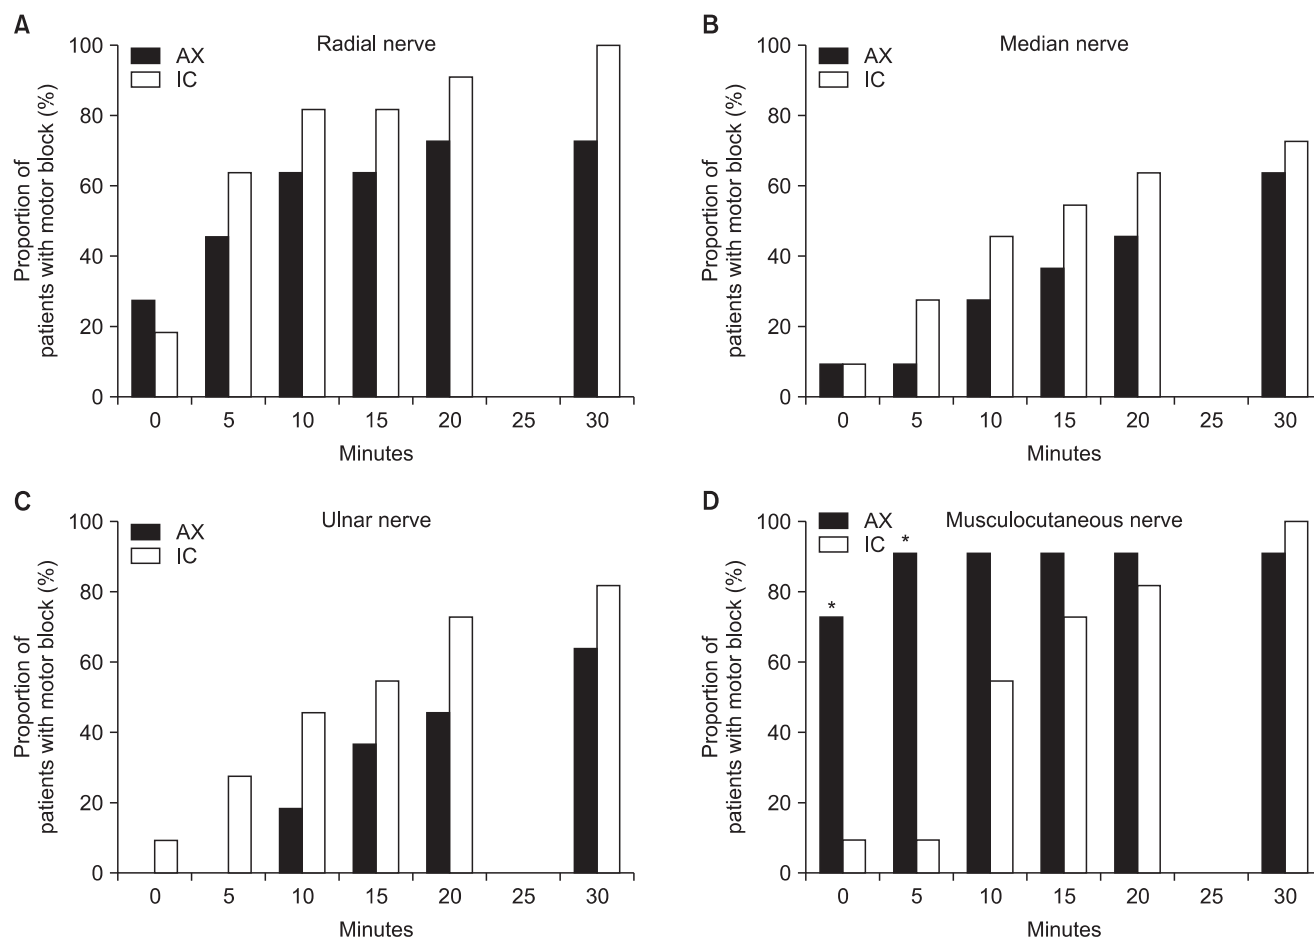 A
Radial nerve
AX
IC
100
80
60
40
20
0
Proportion of
patients with motor block (%)
0 5 10 15 20 25 30
Minutes
B
Median nerve
AX
IC
100
80
60
40
20
0
Proportion of
patients with motor block (%)
0 5 10 15 20 25 30
Minutes
C
Ulnar nerve
AX
IC
100
80
60
40
20
0
Proportion of
patients with motor block (%)
0 5 10 15 20 25 30
Minutes
D
Musculocutaneous nerve
AX
IC
*
*
100
80
60
40
20
0
Proportion of
patients with motor block (%)
0 5 10 15 20 25 30
Minutes